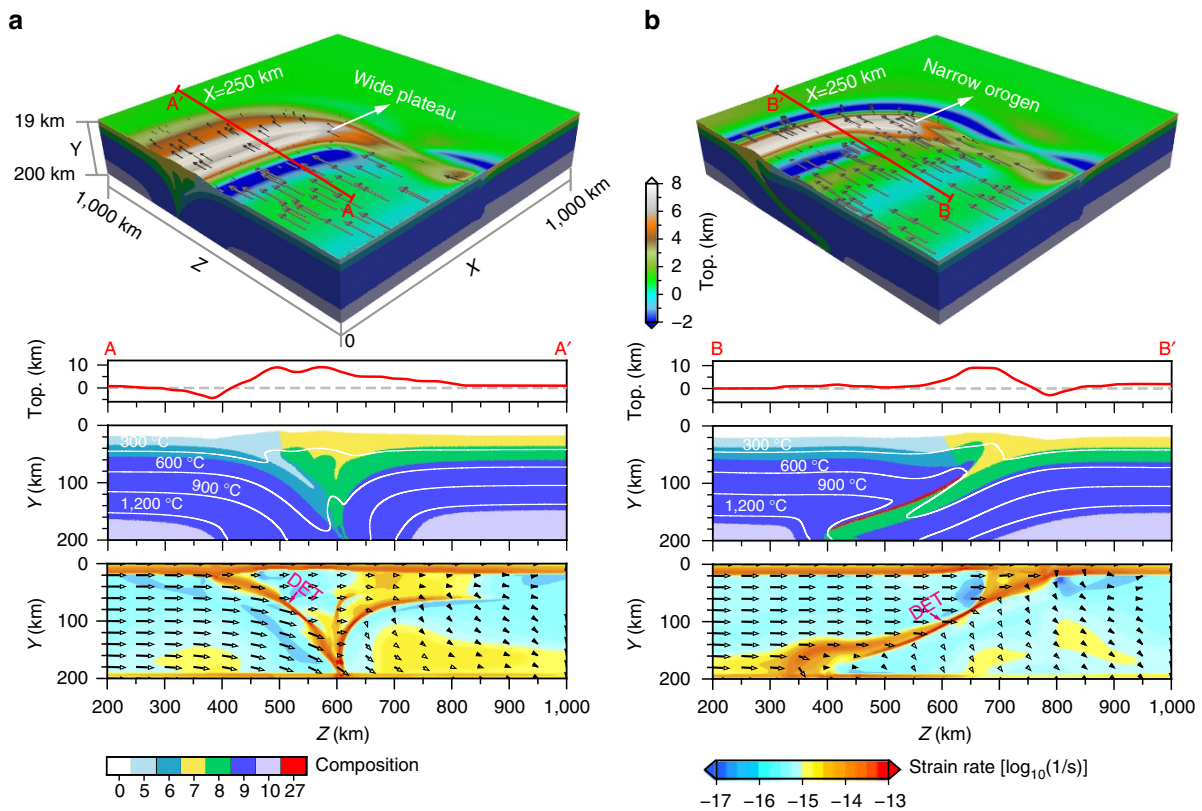 a
X=250 km
Wide plateau
A′
19 km
Y
200 km
A
1,000 km
1,000 km
Z
X
0
b
X=250 km
Narrow orogen
B′
B
8
6
4
2
0
−2
Top. (km)
A
A′
Top. (km)
10
0
Y (km)
0
100
200
300 °C
600 °C
900 °C
1,200 °C
Y (km)
0
100
200
DFT
200 300 400 500 600 700 800 900 1,000
Z (km)
B
B′
Top. (km)
10
0
Y (km)
0
100
200
300 °C
600 °C
900 °C
1,200 °C
Y (km)
0
100
200
DFT
200 300 400 500 600 700 800 900 1,000
Z (km)
Composition
0 5 6 7 8 9 10 27
Strain rate [log10(1/s)]
−17 −16 −15 −14 −13